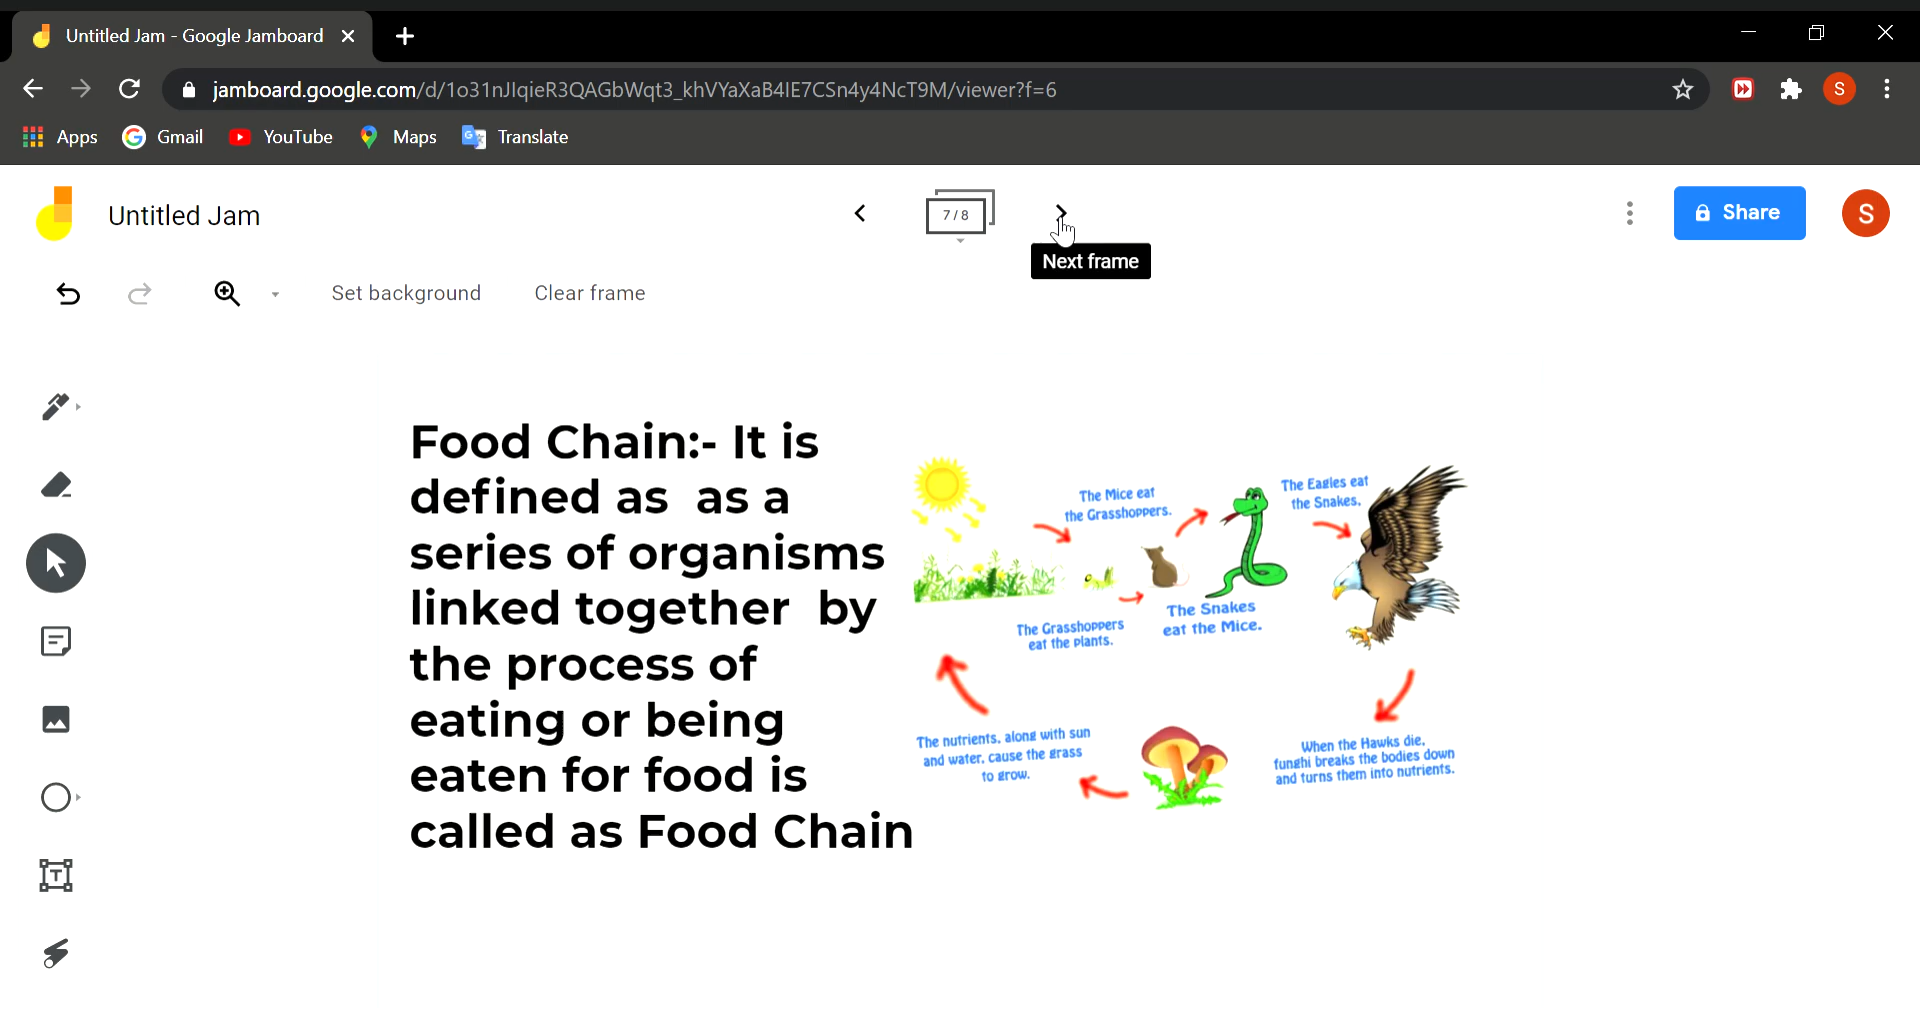 Untitled Jam - Google Jamboard
jamboard.google.com/d/1o31nJIqieR3QAGbWqt3_khVYaXaB4IE7CSn4y4NcT9M/viewer?f=6
S
Apps Gmail YouTube Maps Translate
Untitled Jam
7 / 8
Share
S
Next frame
Set background Clear frame
Food Chain:- It is
defined as as a
series of organisms
linked together by
the process of
eating or being
eaten for food is
called as Food Chain
The Mice eat
the Grasshoppers.
The Eagles eat
the Snakes.
The Grasshoppers
eat the plants.
The Snakes
eat the Mice.
The nutrients, along with sun
and water, cause the grass
to grow.
When the Hawks die,
funghi breaks the bodies down
and turns them into nutrients.